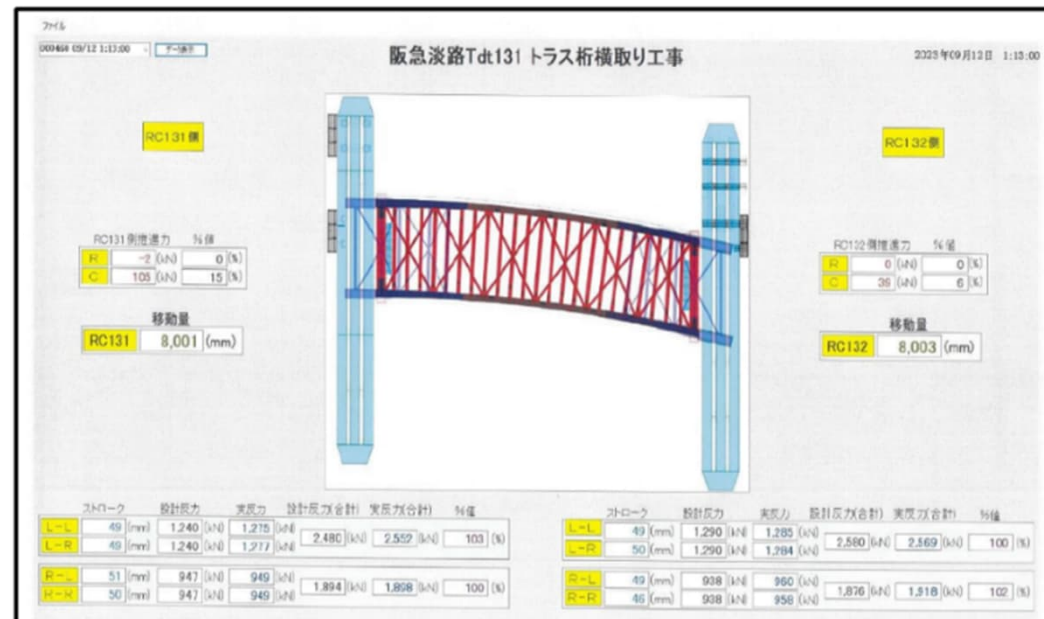 ファイル
000468 09/12 1:13:00 データ表示
阪急淡路Tdt131 トラス桁横取り工事
2023年09月12日 1:13:00
RC131側
RC132側
RC131側推進力 %値
R -2 (kN) 0 (%)
C 105 (kN) 15 (%)
RC132側推進力 %値
R 0 (kN) 0 (%)
C 39 (kN) 6 (%)
移動量
RC131 8,001 (mm)
移動量
RC132 8,003 (mm)
ストローク 設計反力 実反力 設計反力(合計) 実反力(合計) %値
L-L 49 (mm) 1,240 (kN) 1,275 (kN)
L-R 49 (mm) 1,240 (kN) 1,277 (kN)
2,480 (kN) 2,552 (kN) 103 (%)
R-L 51 (mm) 947 (kN) 949 (kN)
R-R 50 (mm) 947 (kN) 949 (kN)
1,894 (kN) 1,898 (kN) 100 (%)
ストローク 設計反力 実反力 設計反力(合計) 実反力(合計) %値
L-L 49 (mm) 1,290 (kN) 1,285 (kN)
L-R 50 (mm) 1,290 (kN) 1,284 (kN)
2,580 (kN) 2,569 (kN) 100 (%)
R-L 49 (mm) 938 (kN) 960 (kN)
R-R 46 (mm) 938 (kN) 958 (kN)
1,876 (kN) 1,918 (kN) 102 (%)